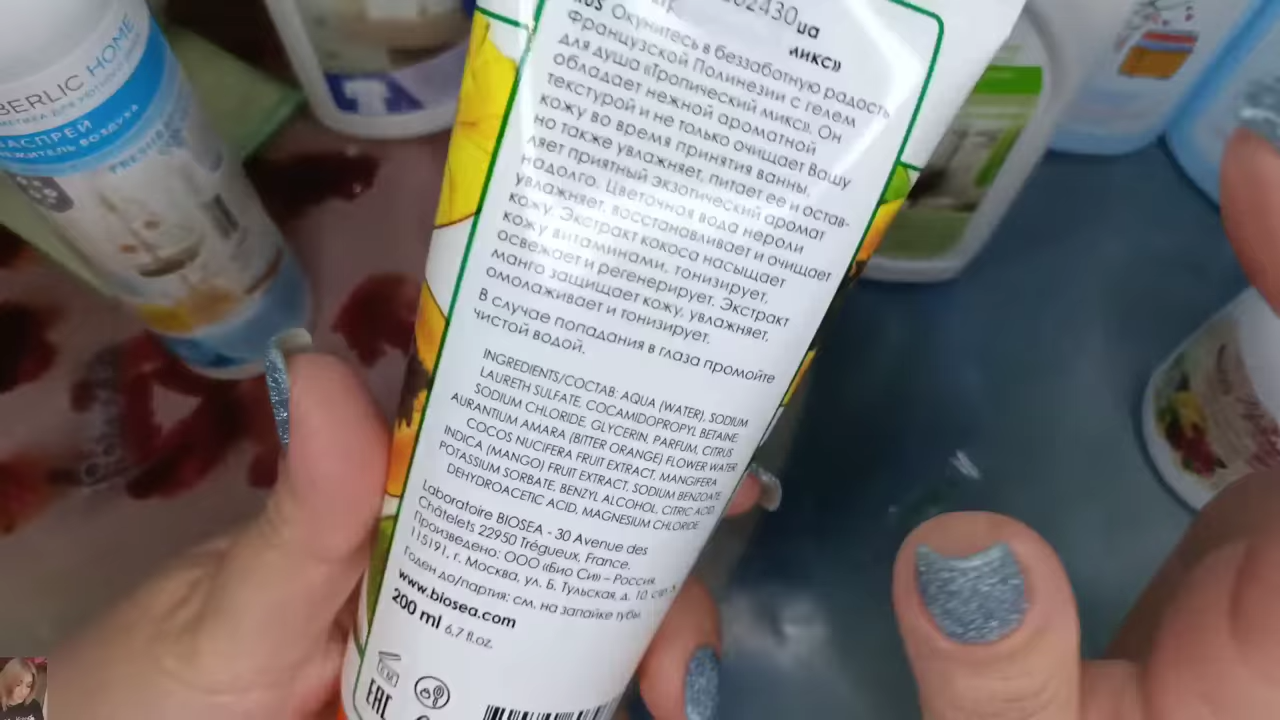 BERLIC HOME
FRESHBERRY
RUS Окунитесь в беззаботную радость
Французской Полинезии с гелем
для душа «Тропический микс». Он
обладает нежной ароматной
текстурой и не только очищает Вашу
кожу во время принятия ванны,
но также увлажняет, питает ее и остав-
ляет приятный экзотический аромат
надолго. Цветочная вода нероли
увлажняет, восстанавливает и очищает
кожу. Экстракт кокоса насыщает
кожу витаминами, тонизирует,
освежает и регенерирует. Экстракт
манго защищает кожу, увлажняет,
омолаживает и тонизирует.
В случае попадания в глаза промойте
чистой водой.
INGREDIENTS/СОСТАВ: AQUA (WATER), SODIUM
LAURETH SULFATE, COCAMIDOPROPYL BETAINE
SODIUM CHLORIDE, GLYCERIN, PARFUM, CITRUS
AURANTIUM AMARA (BITTER ORANGE) FLOWER WATER
COCOS NUCIFERA FRUIT EXTRACT, MANGIFERA
INDICA (MANGO) FRUIT EXTRACT, SODIUM BENZOATE
POTASSIUM SORBATE, BENZYL ALCOHOL, CITRIC ACID,
DEHYDROACETIC ACID, MAGNESIUM CHLORIDE
Laboratoire BIOSEA - 30 Avenue des
Châtelets 22950 Trégueux, France.
Произведено: ООО «Био Си» – Россия,
115191, г. Москва, ул. Б. Тульская, д. 10,
Годен до/партия: см. на запайке тубы.
www.biosea.com
200 ml 6,7 fl.oz.
12M
EAC